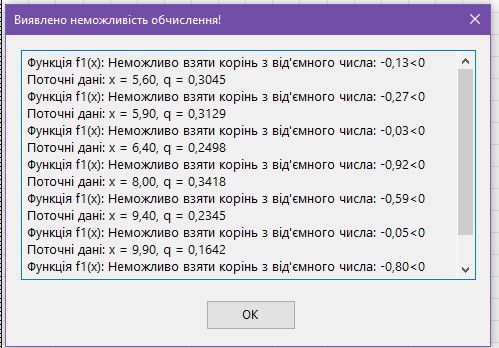 Виявлено неможливість обчислення!
Функція f1(x): Неможливо взяти корінь з від'ємного числа: -0,13<0
Поточні дані: x = 5,60, q = 0,3045
Функція f1(x): Неможливо взяти корінь з від'ємного числа: -0,27<0
Поточні дані: x = 5,90, q = 0,3129
Функція f1(x): Неможливо взяти корінь з від'ємного числа: -0,03<0
Поточні дані: x = 6,40, q = 0,2498
Функція f1(x): Неможливо взяти корінь з від'ємного числа: -0,92<0
Поточні дані: x = 8,00, q = 0,3418
Функція f1(x): Неможливо взяти корінь з від'ємного числа: -0,59<0
Поточні дані: x = 9,40, q = 0,2345
Функція f1(x): Неможливо взяти корінь з від'ємного числа: -0,05<0
Поточні дані: x = 9,90, q = 0,1642
Функція f1(x): Неможливо взяти корінь з від'ємного числа: -0,80<0
OK